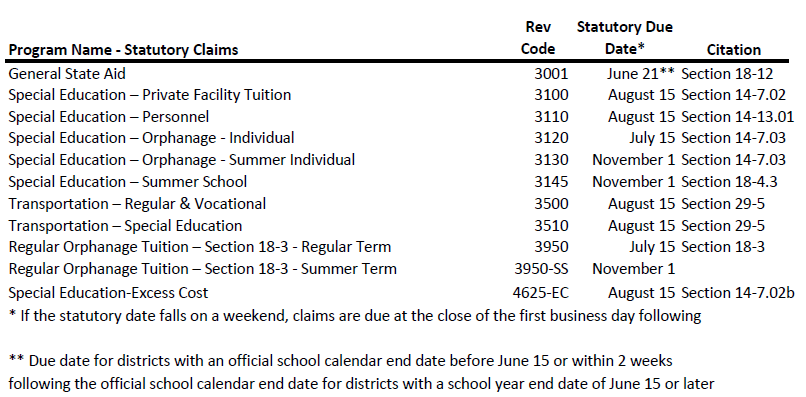 Rev Statutory Due
Program Name - Statutory Claims Code Date* Citation
General State Aid 3001 June 21** Section 18-12
Special Education – Private Facility Tuition 3100 August 15 Section 14-7.02
Special Education – Personnel 3110 August 15 Section 14-13.01
Special Education – Orphanage - Individual 3120 July 15 Section 14-7.03
Special Education – Orphanage - Summer Individual 3130 November 1 Section 14-7.03
Special Education – Summer School 3145 November 1 Section 18-4.3
Transportation – Regular & Vocational 3500 August 15 Section 29-5
Transportation – Special Education 3510 August 15 Section 29-5
Regular Orphanage Tuition – Section 18-3 - Regular Term 3950 July 15 Section 18-3
Regular Orphanage Tuition – Section 18-3 - Summer Term 3950-SS November 1
Special Education-Excess Cost 4625-EC August 15 Section 14-7.02b
* If the statutory date falls on a weekend, claims are due at the close of the first business day following
** Due date for districts with an official school calendar end date before June 15 or within 2 weeks
following the official school calendar end date for districts with a school year end date of June 15 or later